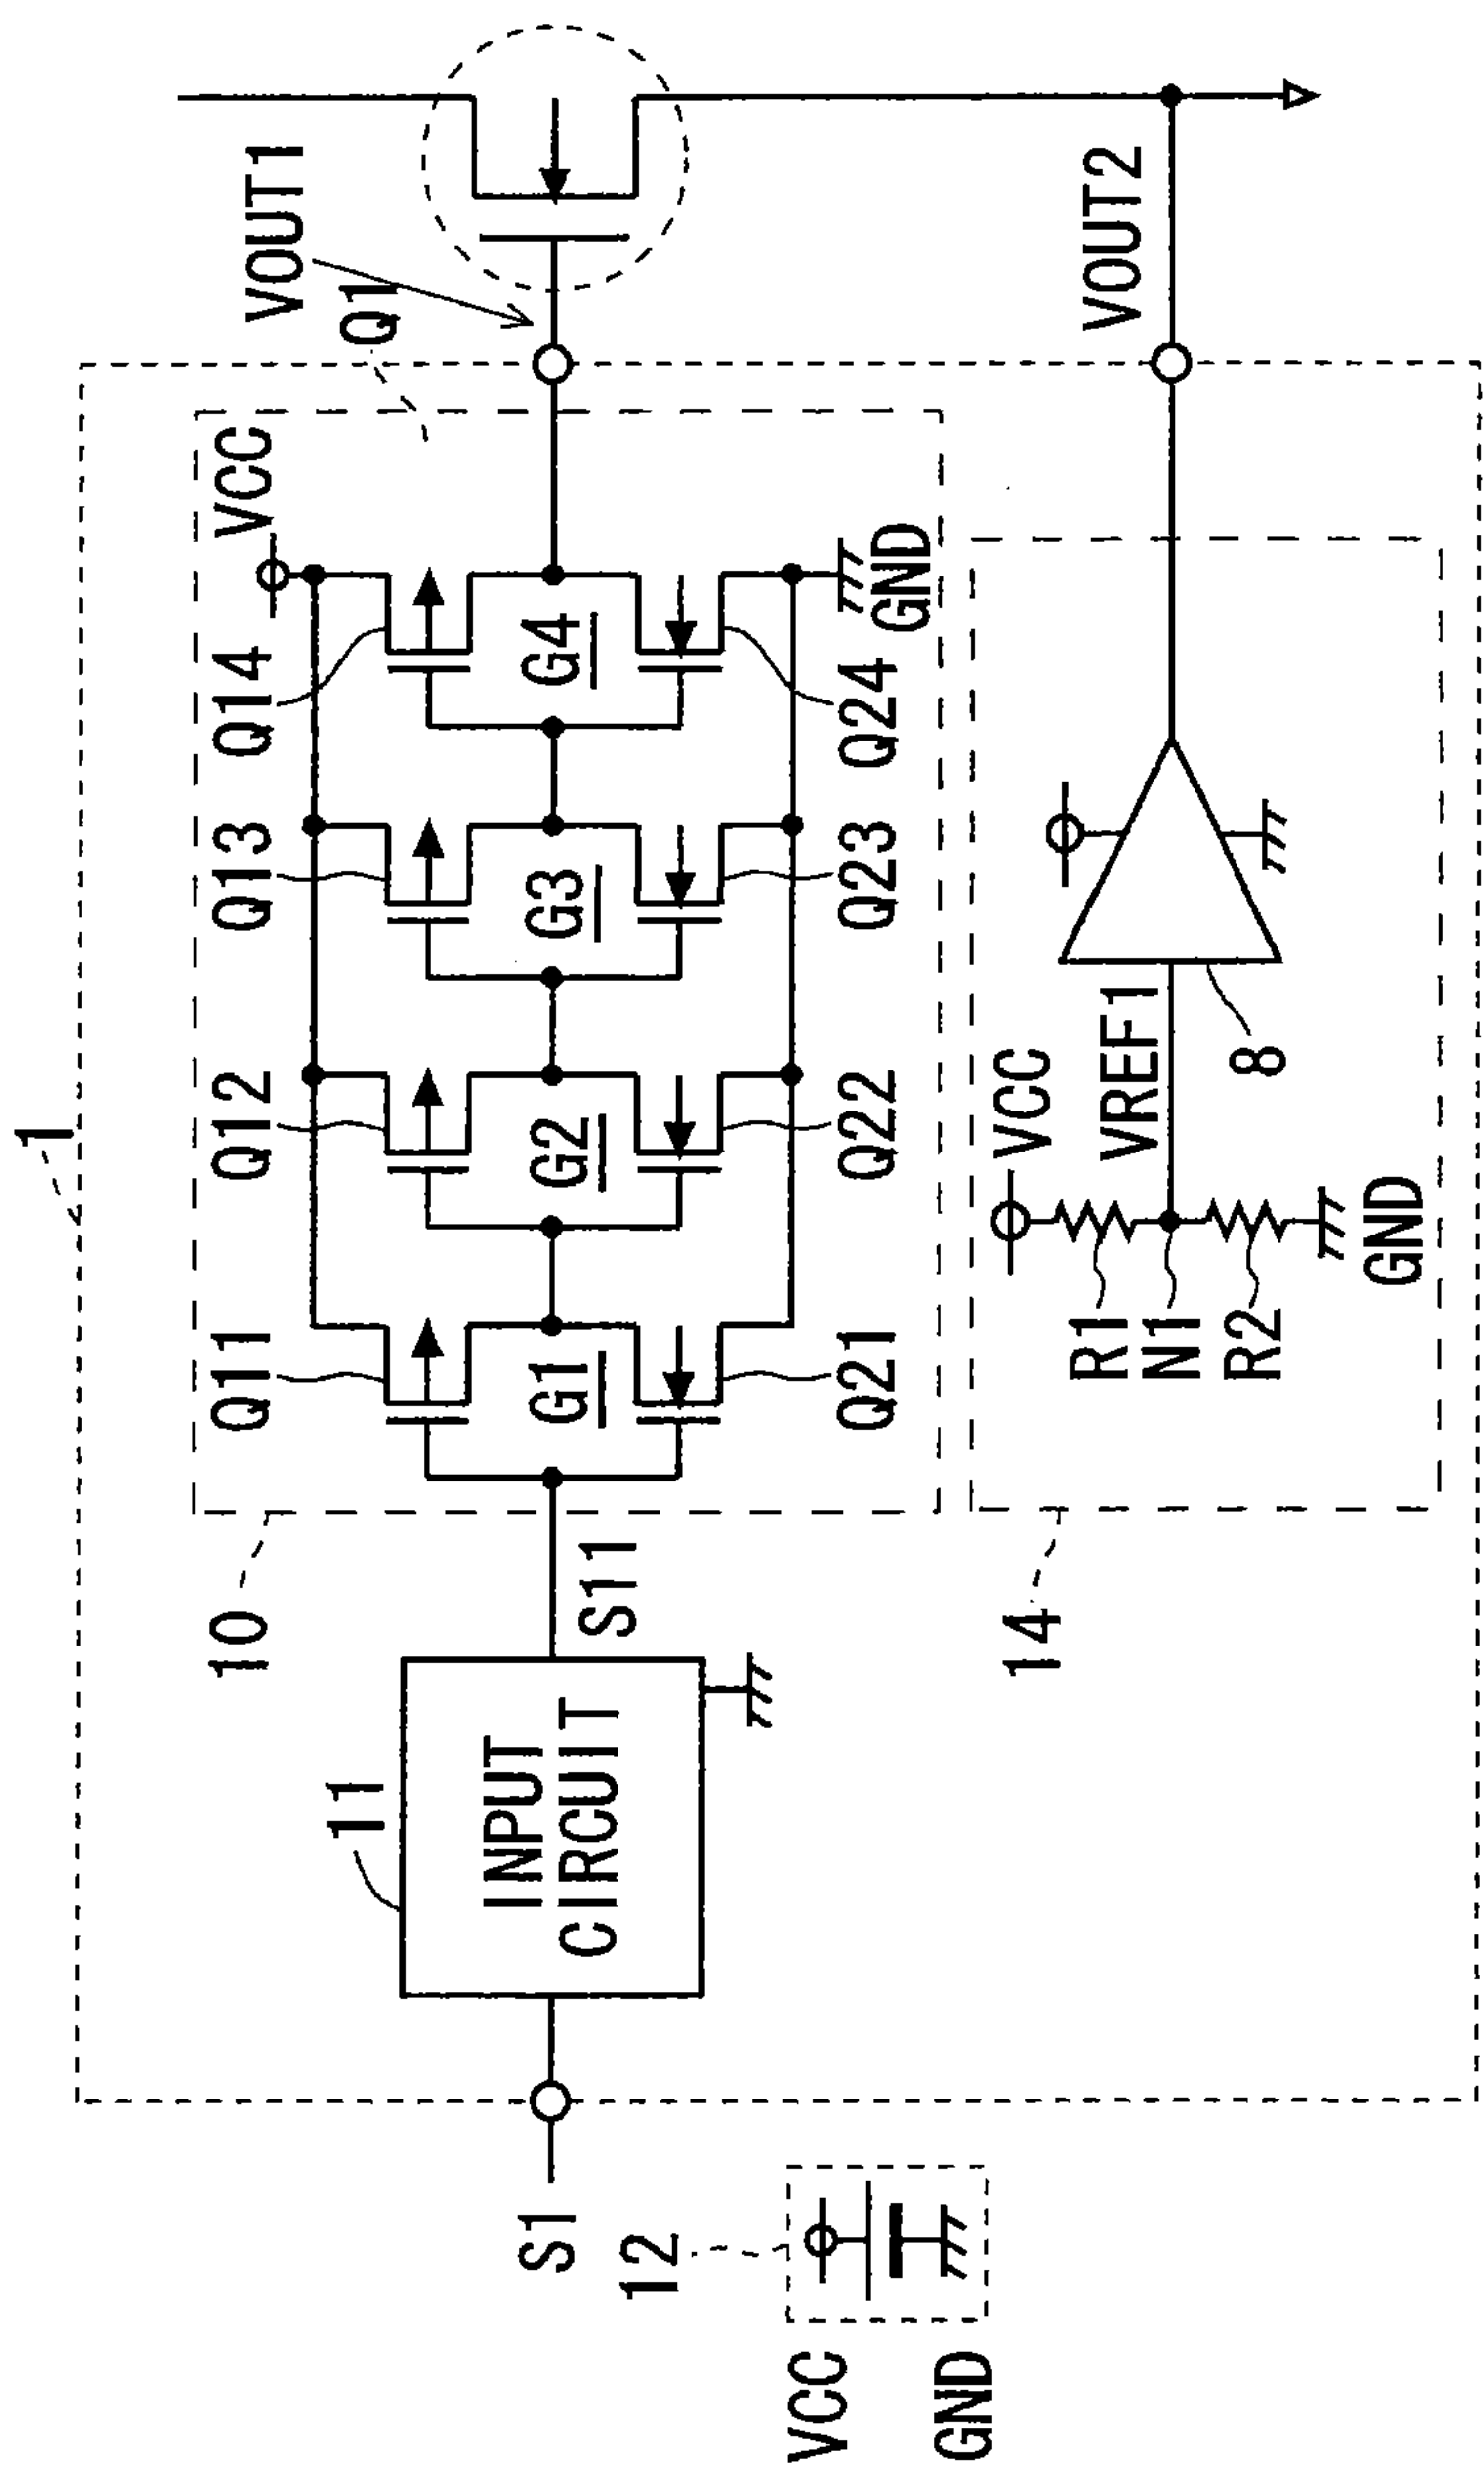 1
10
Q11
Q12
Q13
Q14
VCC
Q1
VOUT1
11
INPUT
CIRCUIT
S1
S11
G1
G2
G3
G4
Q21
Q22
Q23
Q24
GND
12
VCC
GND
14
VCC
VREF1
R1
N1
R2
GND
8
VOUT2